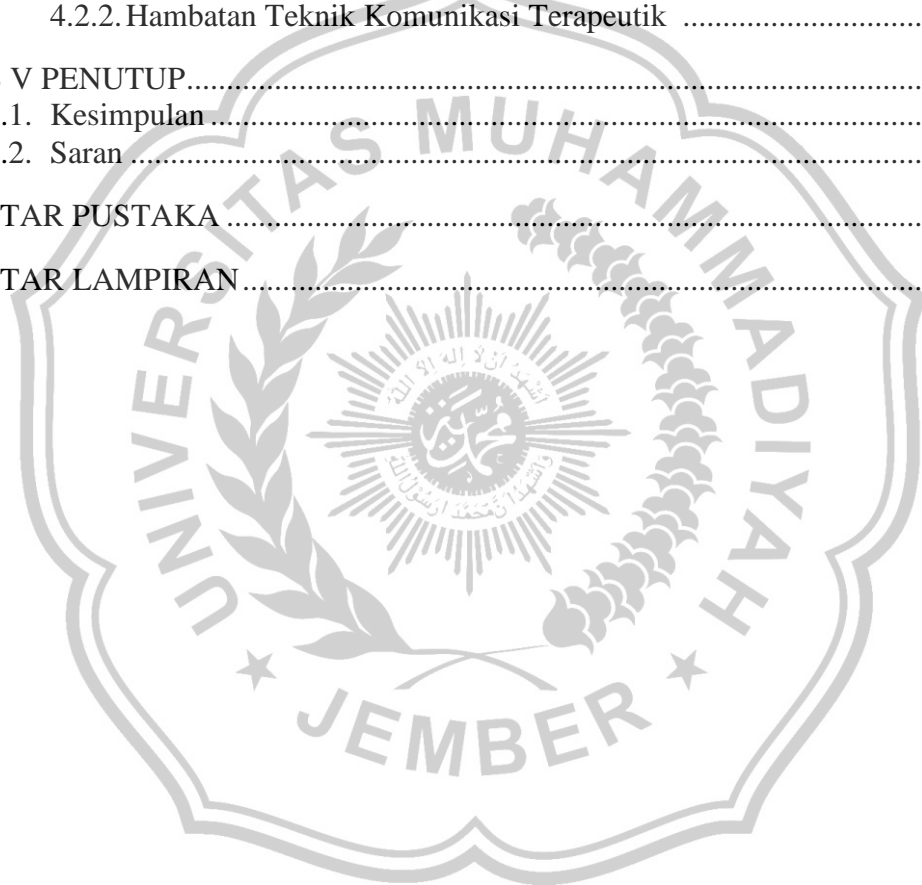 4.2.2. Hambatan Teknik Komunikasi Terapeutik ..............................
V PENUTUP....................................................................................
.1. Kesimpulan ..................................................................................
.2. Saran ...........................................................................................
TAR PUSTAKA ................................................................................
TAR LAMPIRAN ..............................................................................
UNIVERSITAS MUHAMMADIYAH
JEMBER